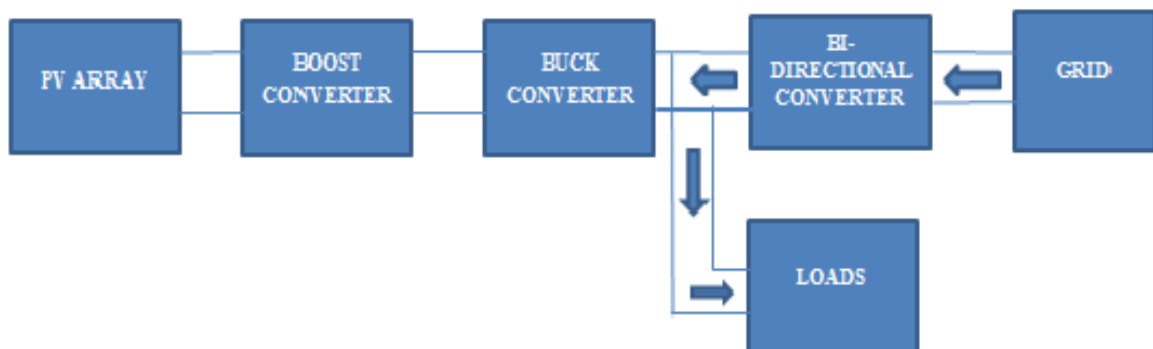 PV ARRAY
BOOST
CONVERTER
BUCK
CONVERTER
BI-
DIRECTIONAL
CONVERTER
GRID
LOADS